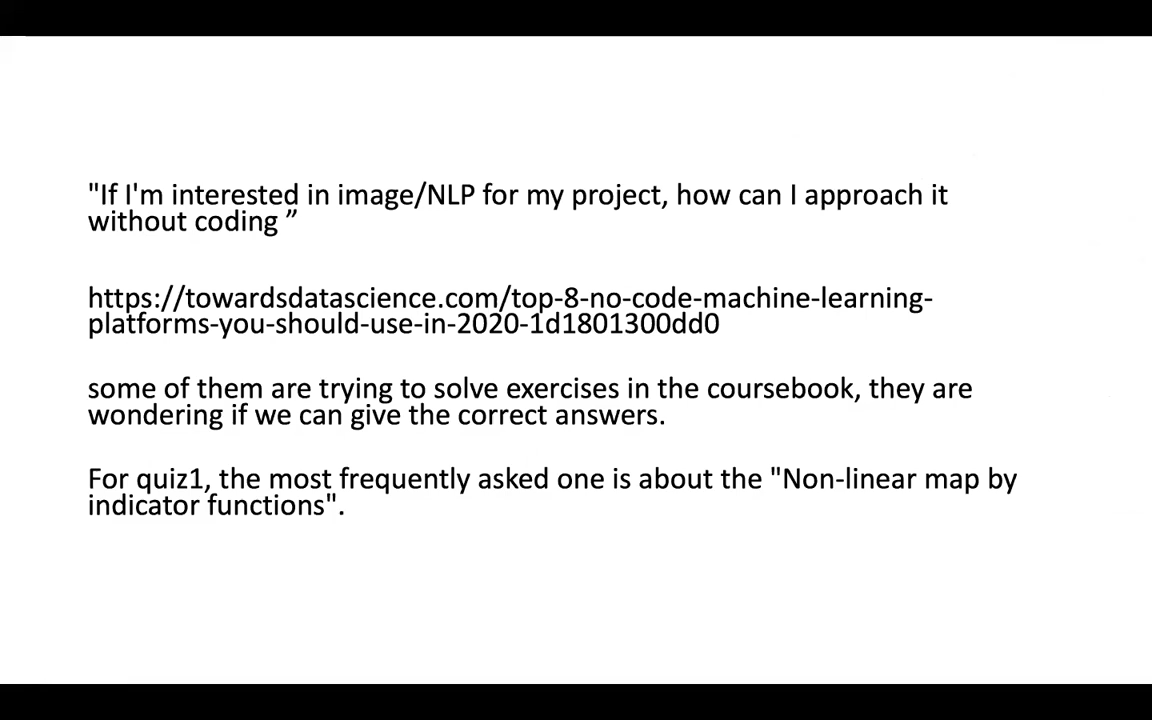 "If I'm interested in image/NLP for my project, how can I approach it
without coding ”
https://towardsdatascience.com/top-8-no-code-machine-learning-
platforms-you-should-use-in-2020-1d1801300dd0
some of them are trying to solve exercises in the coursebook, they are
wondering if we can give the correct answers.
For quiz1, the most frequently asked one is about the "Non-linear map by
indicator functions".